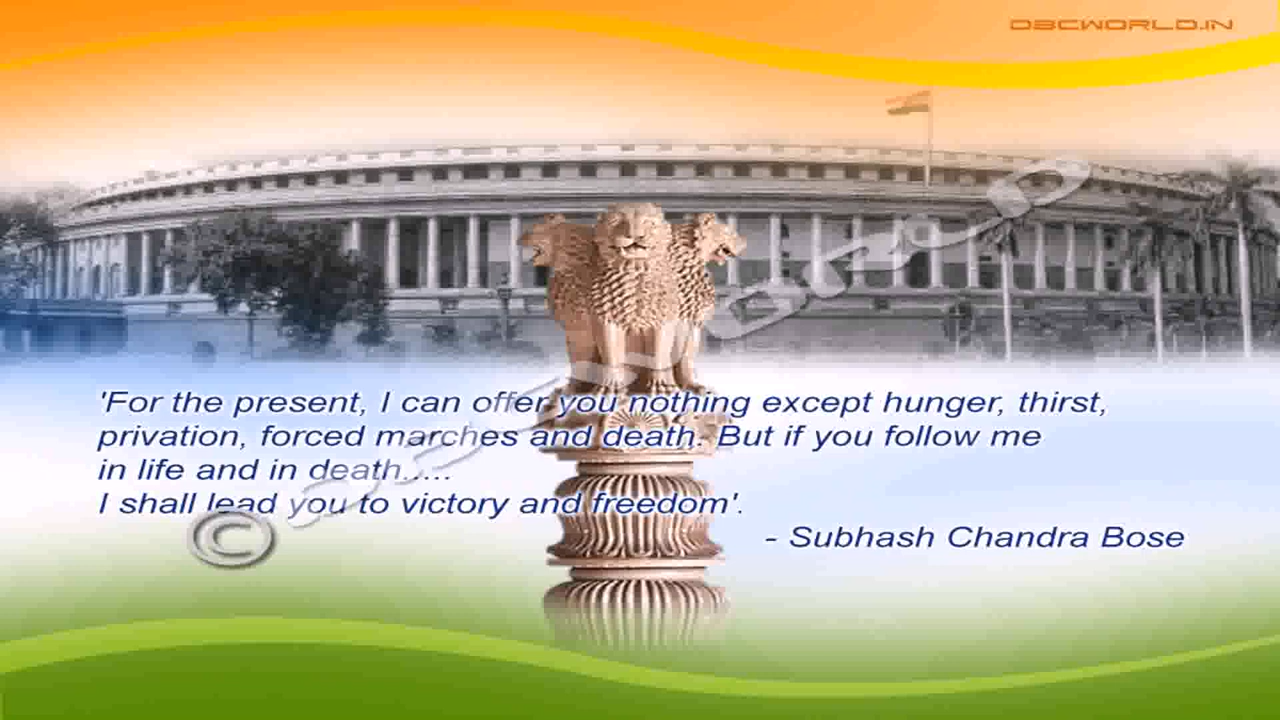 DBCWORLD.IN
'For the present, I can offer you nothing except hunger, thirst,
privation, forced marches and death. But if you follow me
in life and in death.....
I shall lead you to victory and freedom'.
- Subhash Chandra Bose
©